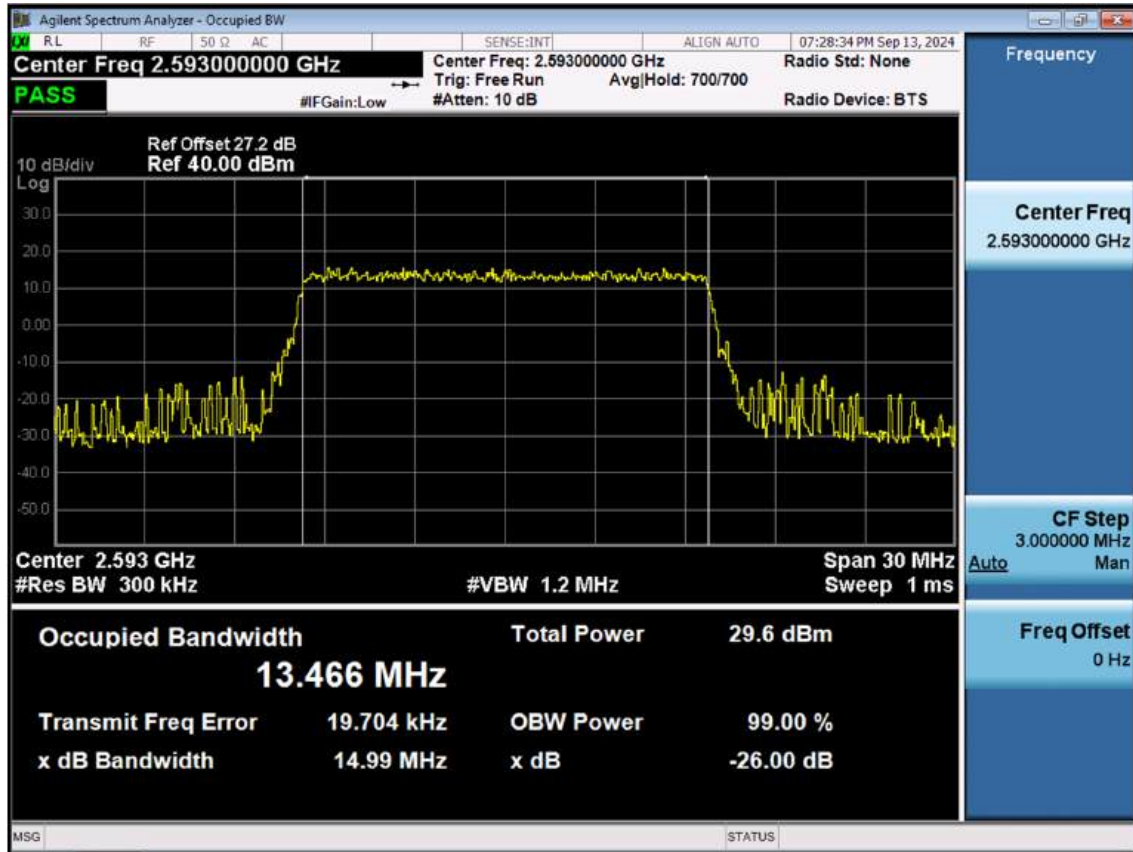 Agilent Spectrum Analyzer - Occupied BW
RL RF 50 Ω AC SENSE:INT ALIGN AUTO 07:28:34 PM Sep 13, 2024
Center Freq 2.593000000 GHz
PASS
#IFGain:Low
Center Freq: 2.593000000 GHz
Trig: Free Run Avg|Hold: 700/700
#Atten: 10 dB
Radio Std: None
Radio Device: BTS
Ref Offset 27.2 dB
10 dB/div Ref 40.00 dBm
Log
30.0
20.0
10.0
0.00
-10.0
-20.0
-30.0
-40.0
-50.0
Center 2.593 GHz Span 30 MHz
#Res BW 300 kHz #VBW 1.2 MHz Sweep 1 ms
Occupied Bandwidth Total Power 29.6 dBm
13.466 MHz
Transmit Freq Error 19.704 kHz OBW Power 99.00 %
x dB Bandwidth 14.99 MHz x dB -26.00 dB
MSG STATUS
Frequency
Center Freq
2.593000000 GHz
CF Step
3.000000 MHz
Auto Man
Freq Offset
0 Hz